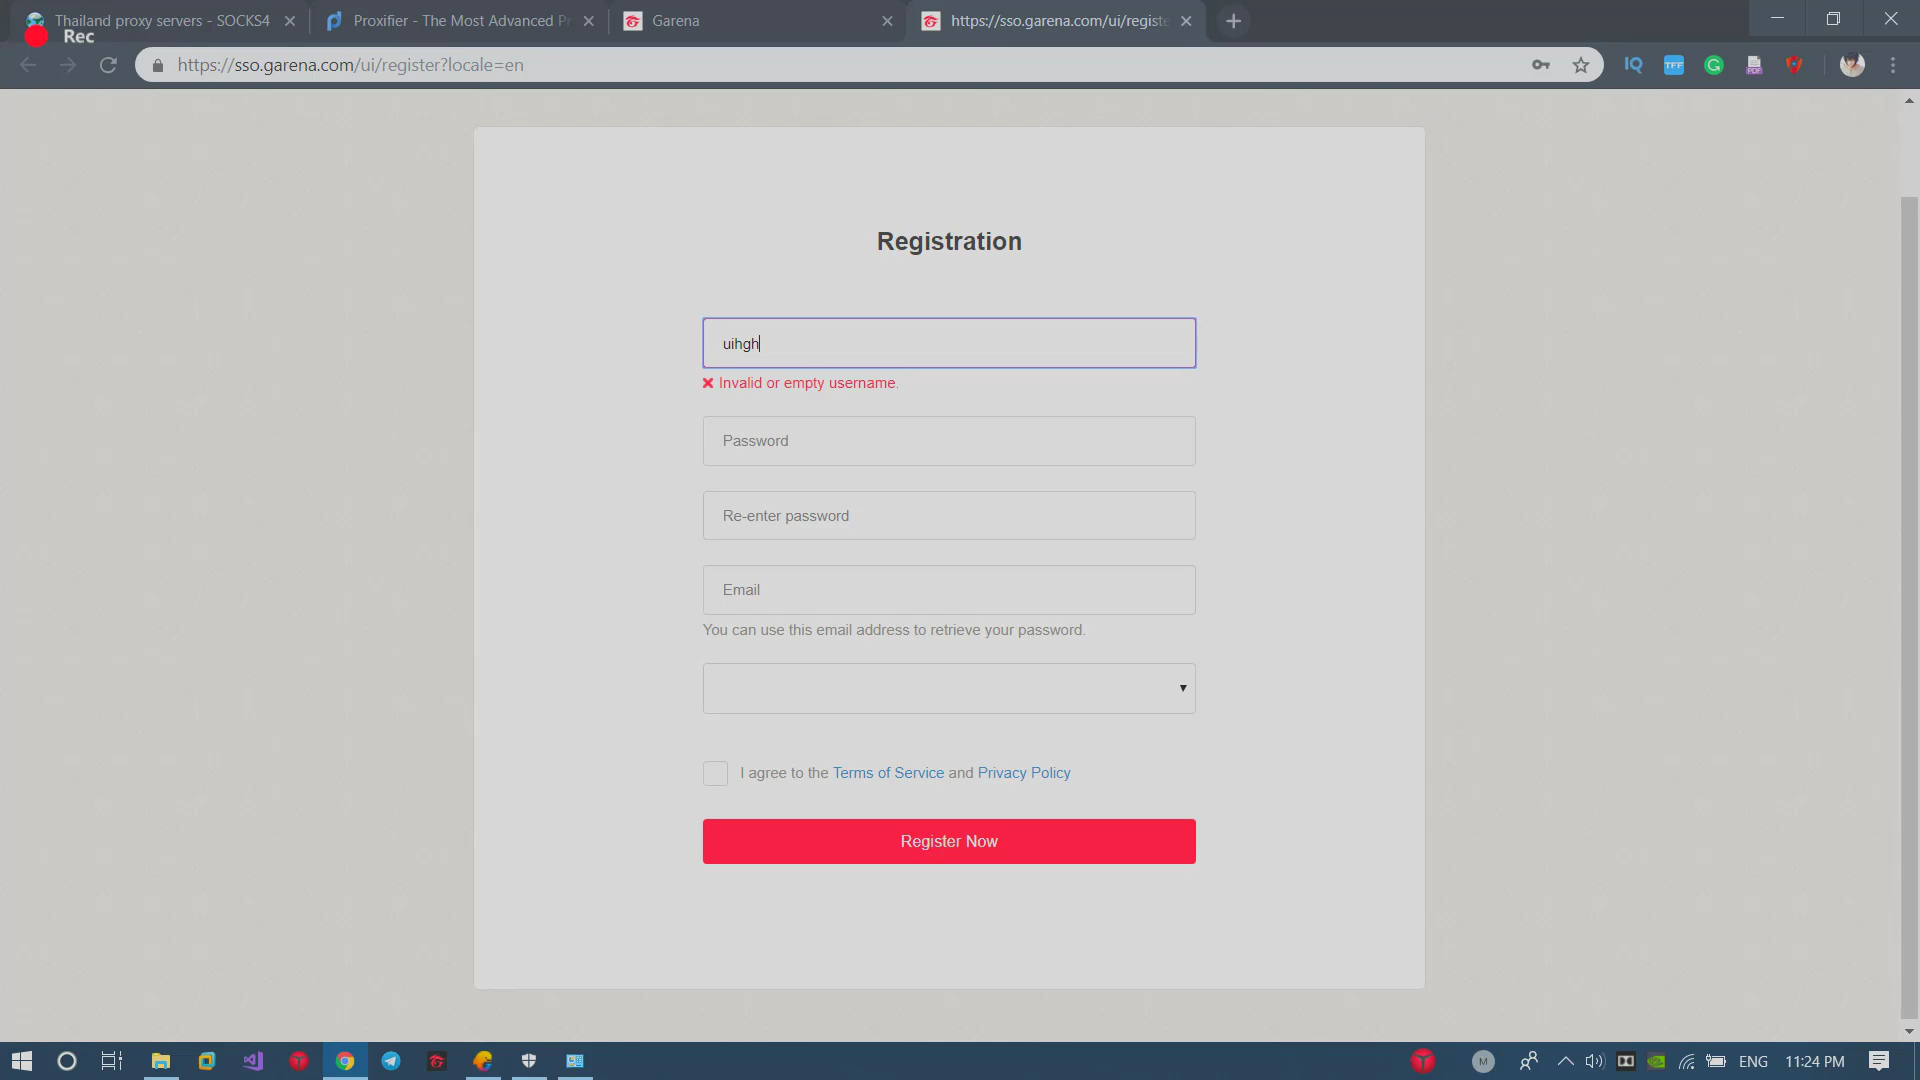 Thailand proxy servers - SOCKS4
Proxifier - The Most Advanced Pr
Garena
https://sso.garena.com/ui/registe
Rec
https://sso.garena.com/ui/register?locale=en
IQ
TFF
PDF
Registration
uihgh
Invalid or empty username.
Password
Re-enter password
Email
You can use this email address to retrieve your password.
I agree to the Terms of Service and Privacy Policy
Register Now
M
ENG
11:24 PM